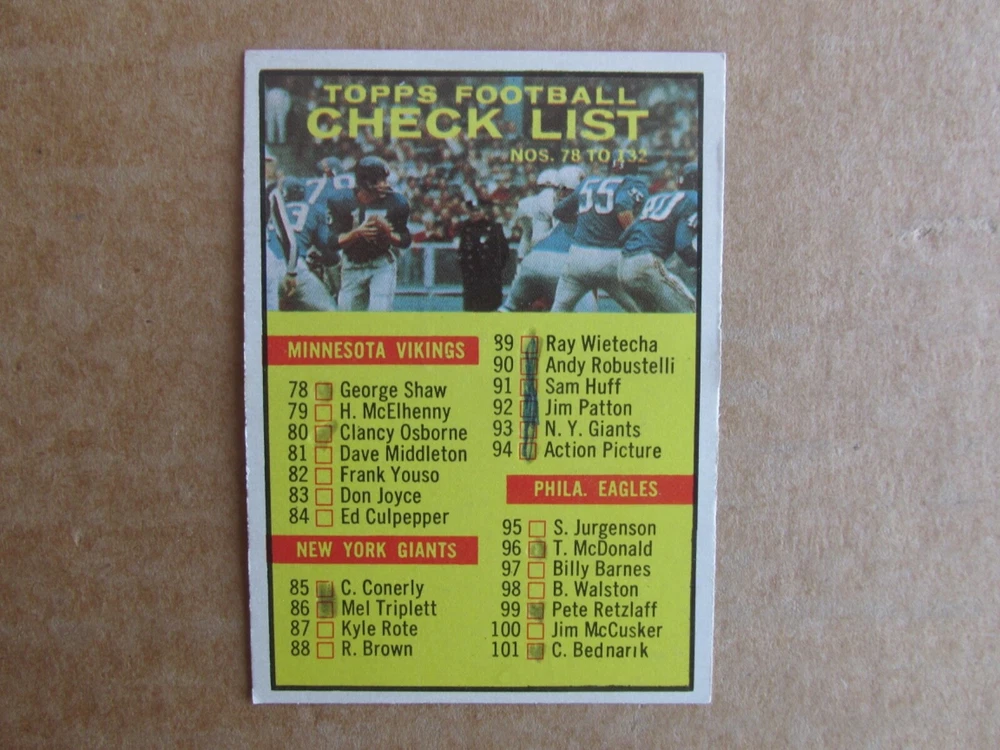 TOPPS FOOTBALL
CHECK LIST
NOS. 78 TO 132
15
55
80
MINNESOTA VIKINGS
78 George Shaw
79 H. McElhenny
80 Clancy Osborne
81 Dave Middleton
82 Frank Youso
83 Don Joyce
84 Ed Culpepper
NEW YORK GIANTS
85 C. Conerly
86 Mel Triplett
87 Kyle Rote
88 R. Brown
89 Ray Wietecha
90 Andy Robustelli
91 Sam Huff
92 Jim Patton
93 N. Y. Giants
94 Action Picture
PHILA. EAGLES
95 S. Jurgenson
96 T. McDonald
97 Billy Barnes
98 B. Walston
99 Pete Retzlaff
100 Jim McCusker
101 C. Bednarik